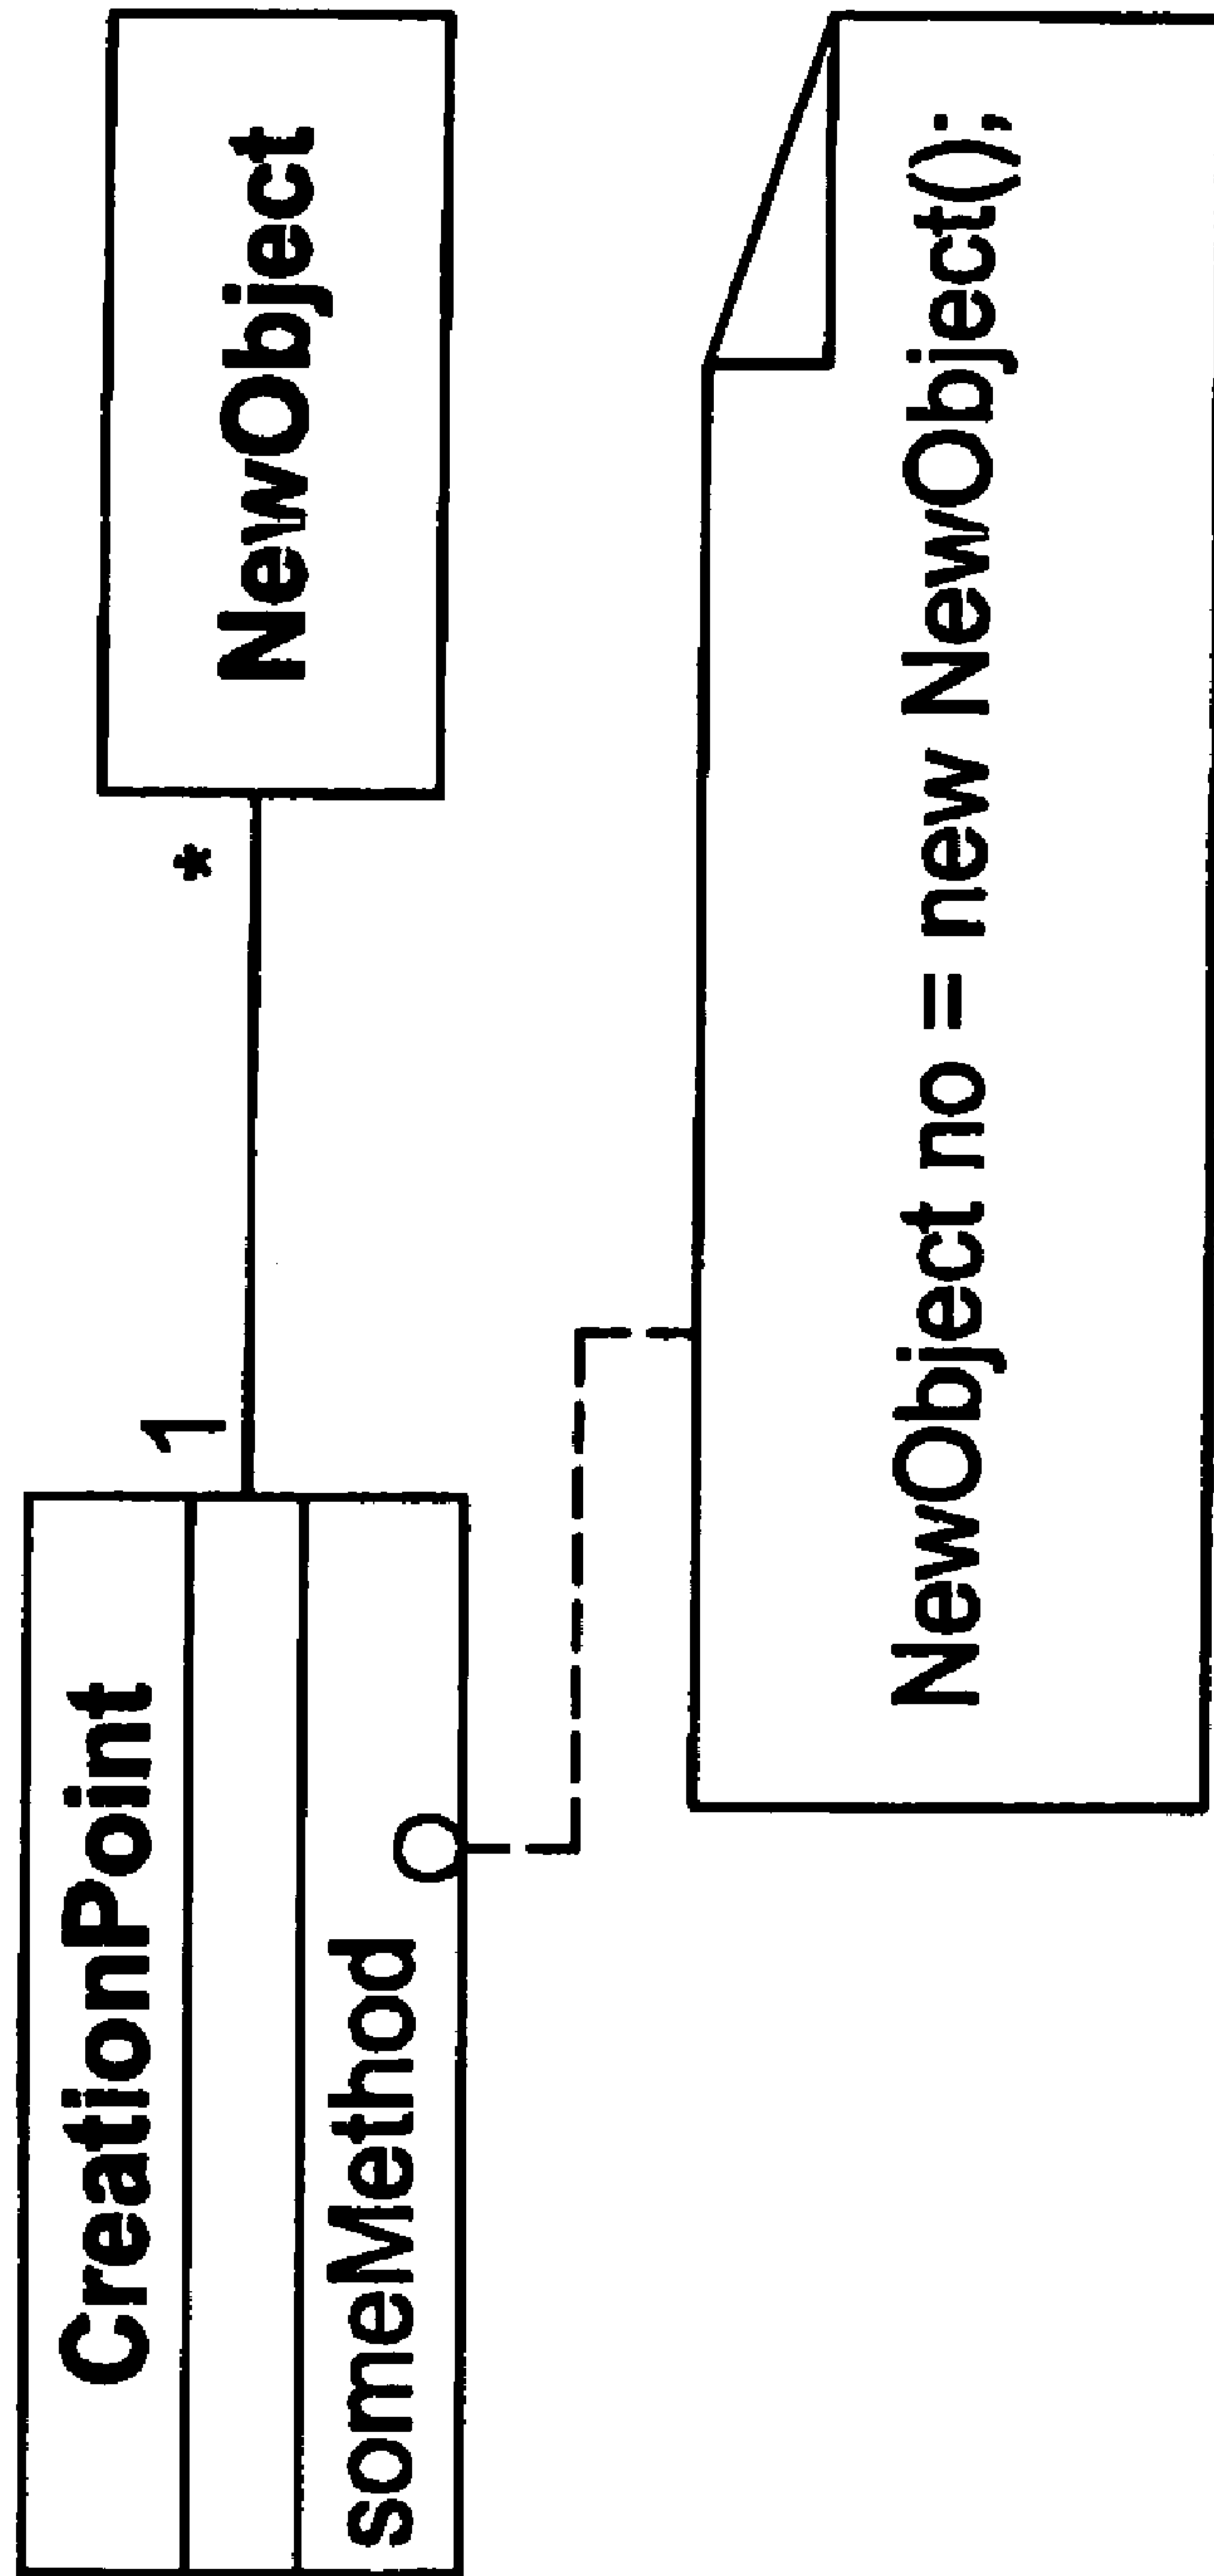 CreationPoint
someMethod
1
*
NewObject
NewObject no = new NewObject();